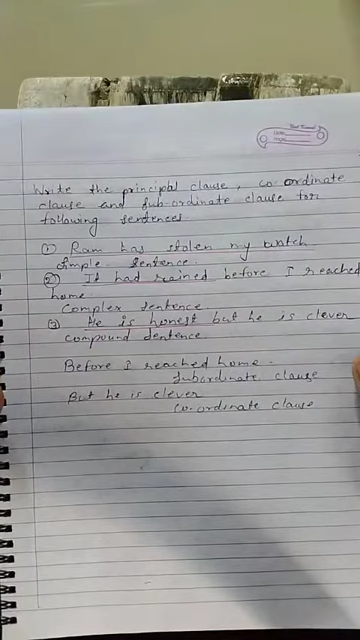 Write the principal clause, co-ordinate
clause and sub-ordinate clause for
following sentences
① Ram has stolen my watch
Simple sentence.
② It had rained before I reached
home.
Complex sentence
③ He is honest but he is clever
compound sentence
Before I reached home.
Subordinate clause
But he is clever
co-ordinate clause